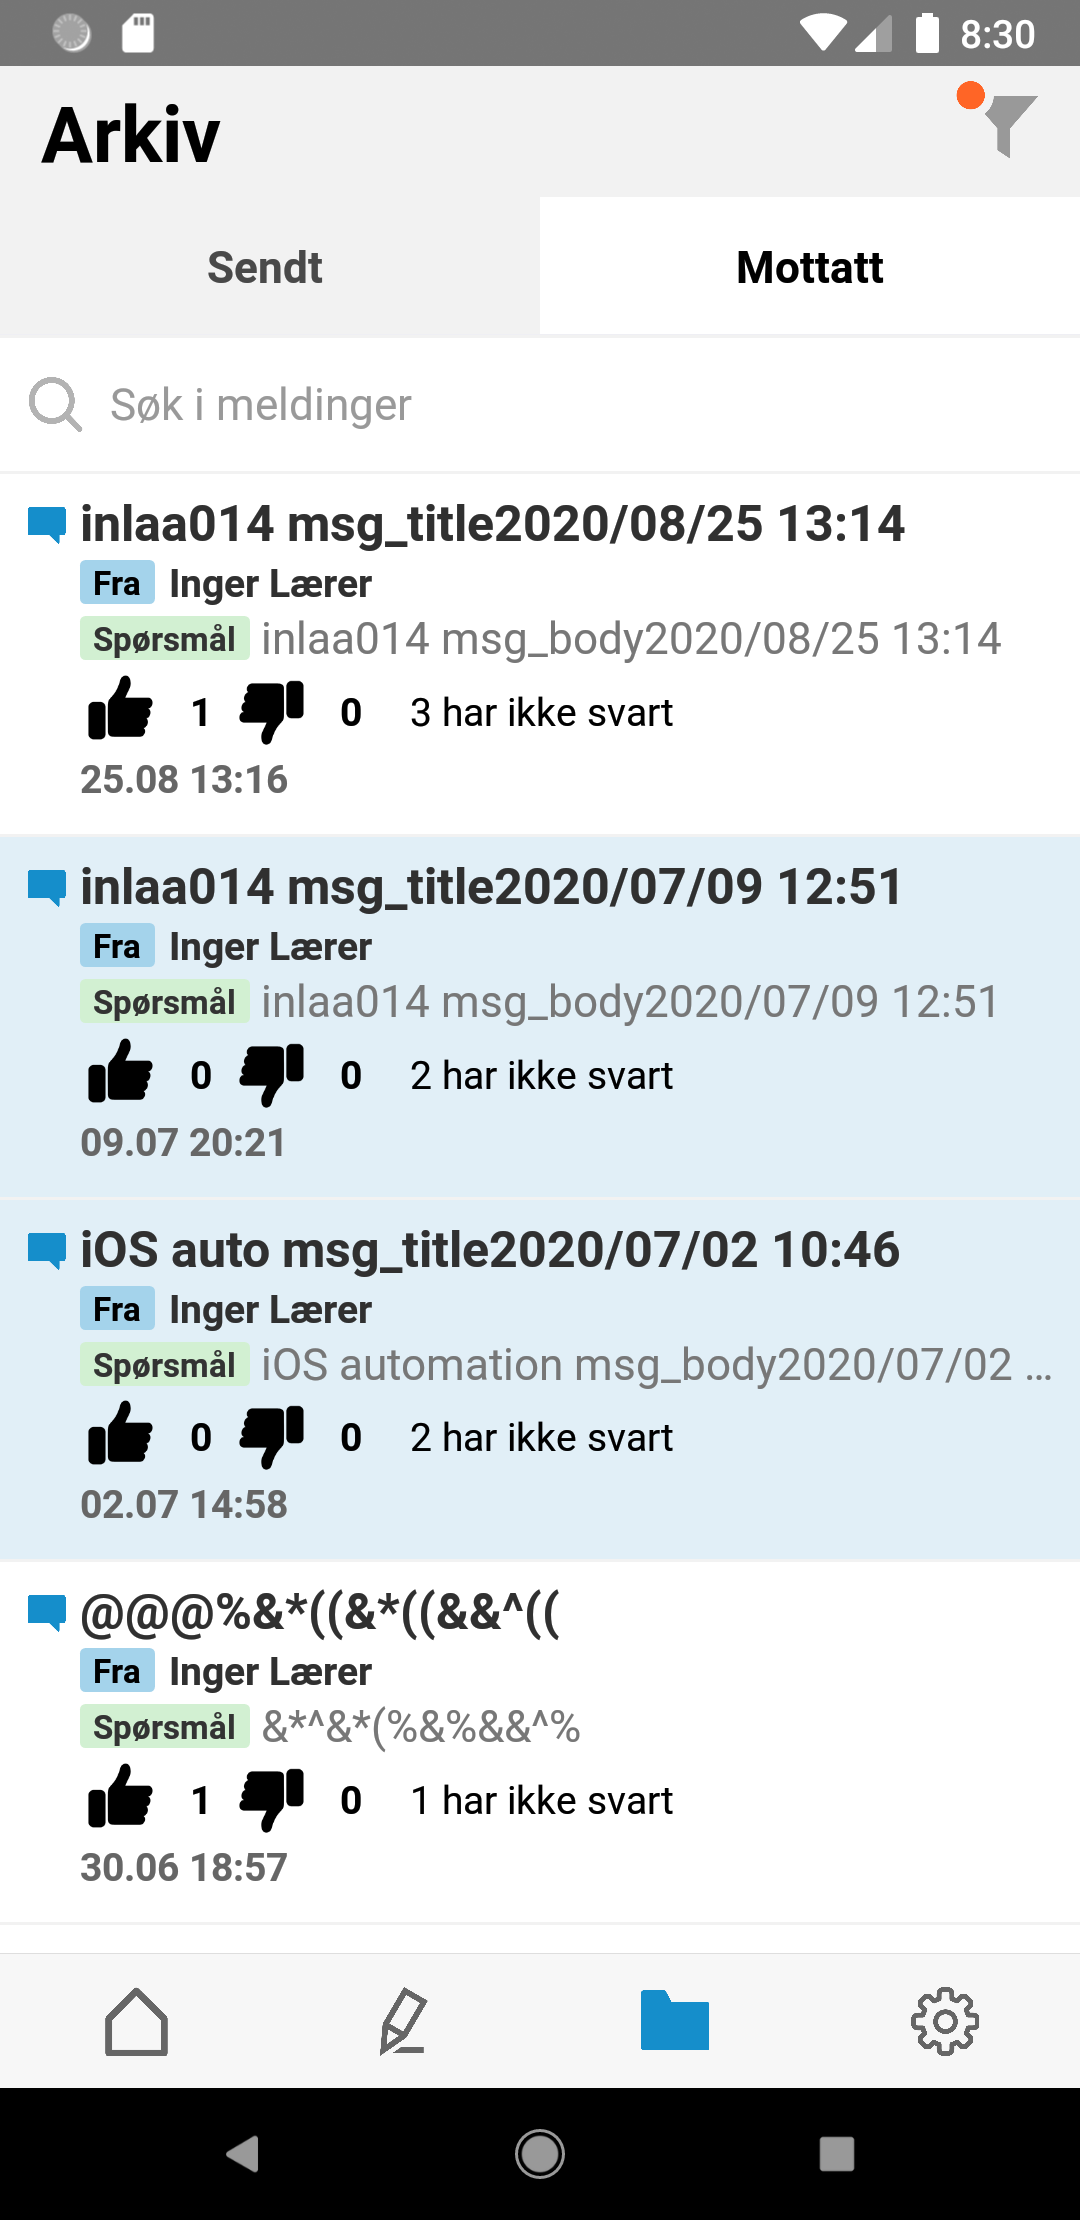 8:30
Arkiv
Sendt Mottatt
Søk i meldinger
inlaa014 msg_title2020/08/25 13:14
Fra Inger Lærer
Spørsmål inlaa014 msg_body2020/08/25 13:14
1 0 3 har ikke svart
25.08 13:16
inlaa014 msg_title2020/07/09 12:51
Fra Inger Lærer
Spørsmål inlaa014 msg_body2020/07/09 12:51
0 0 2 har ikke svart
09.07 20:21
iOS auto msg_title2020/07/02 10:46
Fra Inger Lærer
Spørsmål iOS automation msg_body2020/07/02 ...
0 0 2 har ikke svart
02.07 14:58
@@@%&*((&*((&&^((
Fra Inger Lærer
Spørsmål &*^&*(%&%&&^%
1 0 1 har ikke svart
30.06 18:57